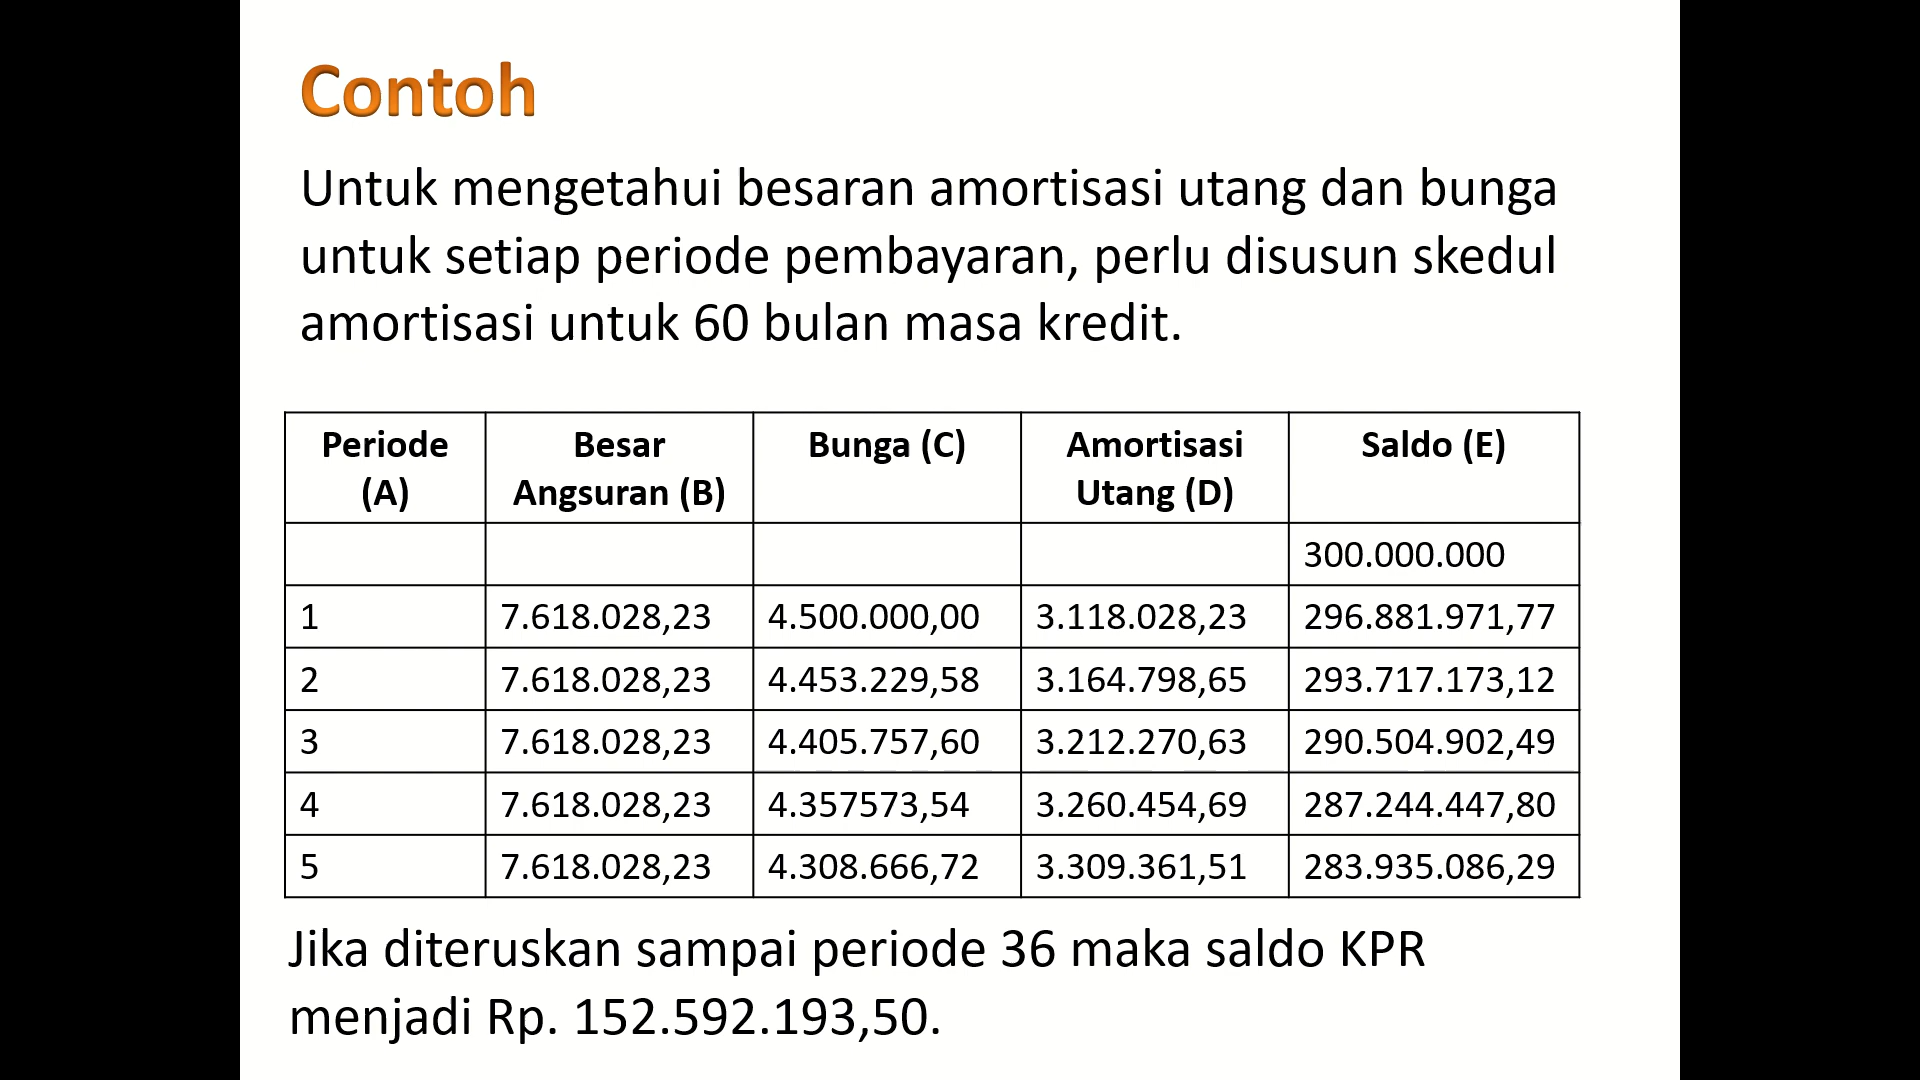 Contoh
Untuk mengetahui besaran amortisasi utang dan bunga
untuk setiap periode pembayaran, perlu disusun skedul
amortisasi untuk 60 bulan masa kredit.
Periode (A) Besar Angsuran (B) Bunga (C) Amortisasi Utang (D) Saldo (E)
300.000.000
1 7.618.028,23 4.500.000,00 3.118.028,23 296.881.971,77
2 7.618.028,23 4.453.229,58 3.164.798,65 293.717.173,12
3 7.618.028,23 4.405.757,60 3.212.270,63 290.504.902,49
4 7.618.028,23 4.357573,54 3.260.454,69 287.244.447,80
5 7.618.028,23 4.308.666,72 3.309.361,51 283.935.086,29
Jika diteruskan sampai periode 36 maka saldo KPR
menjadi Rp. 152.592.193,50.